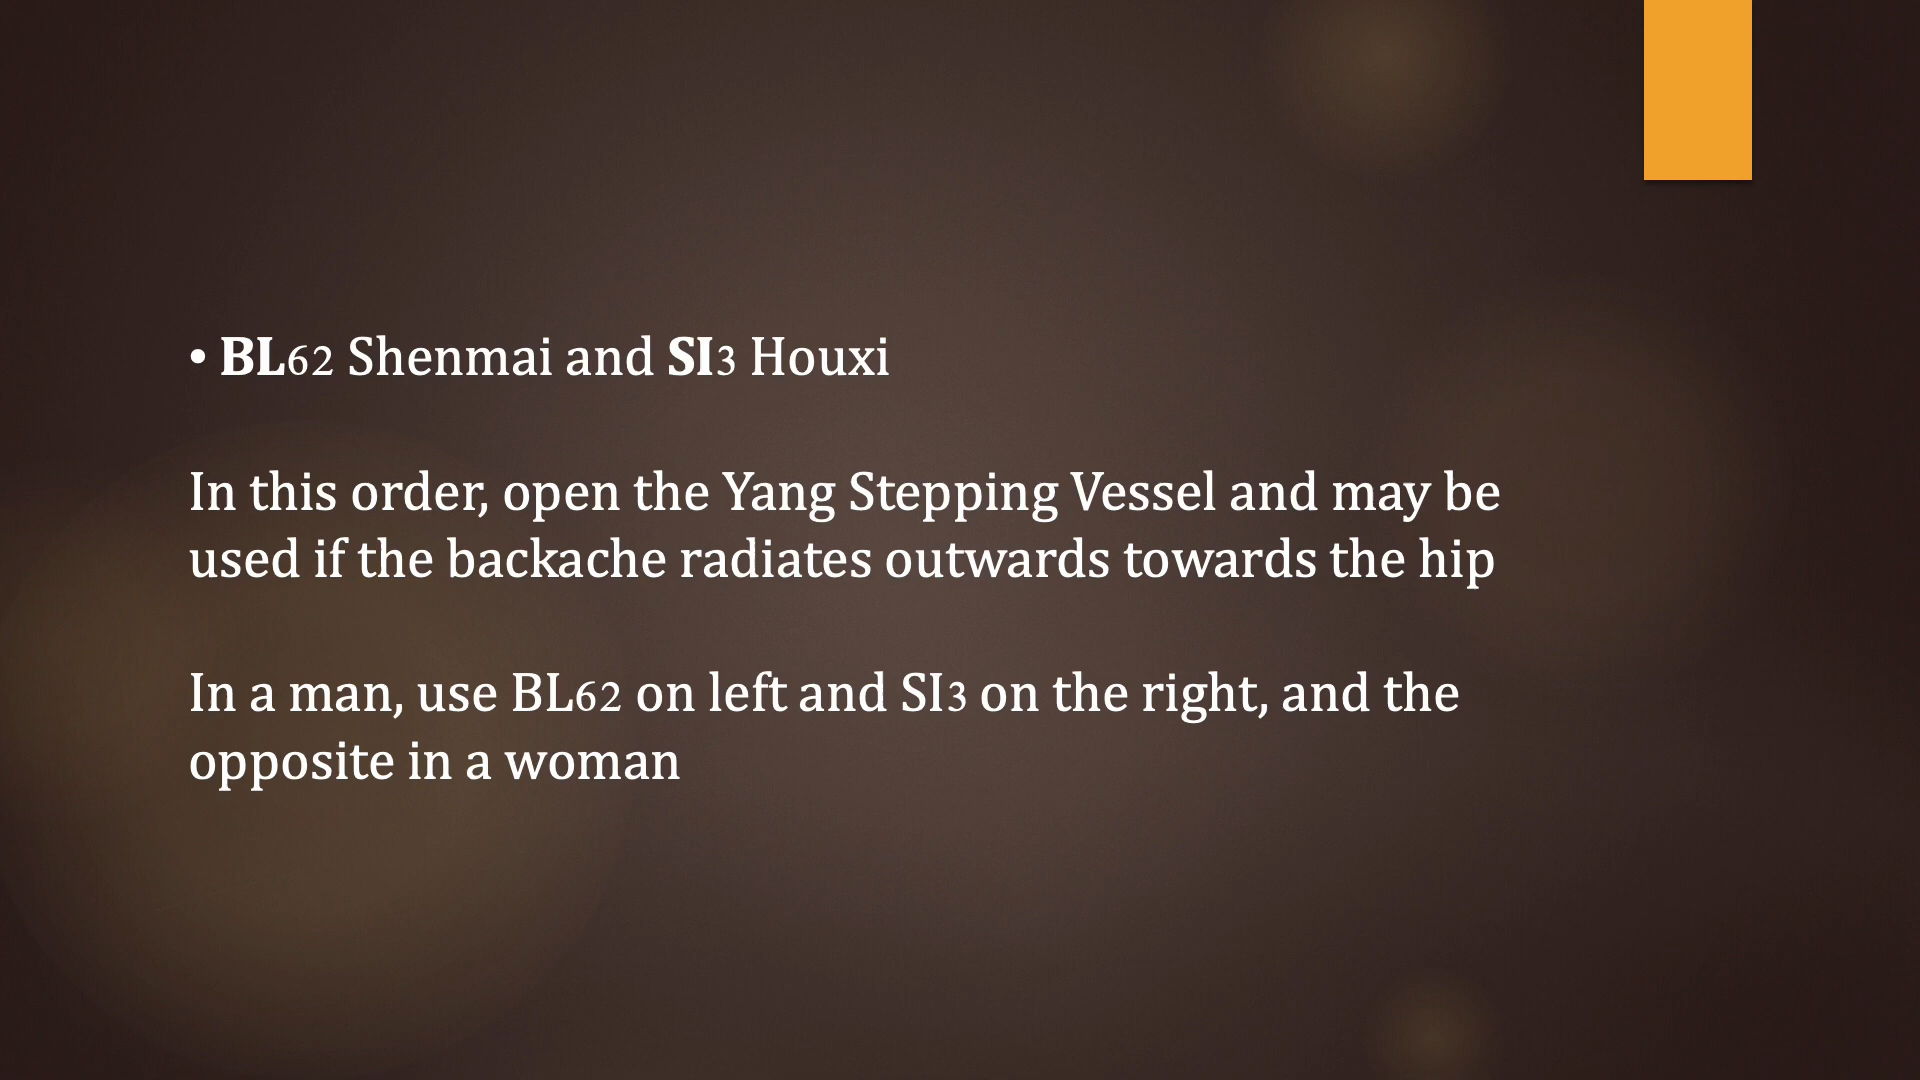 • BL62 Shenmai and SI3 Houxi
In this order, open the Yang Stepping Vessel and may be
used if the backache radiates outwards towards the hip
In a man, use BL62 on left and SI3 on the right, and the
opposite in a woman